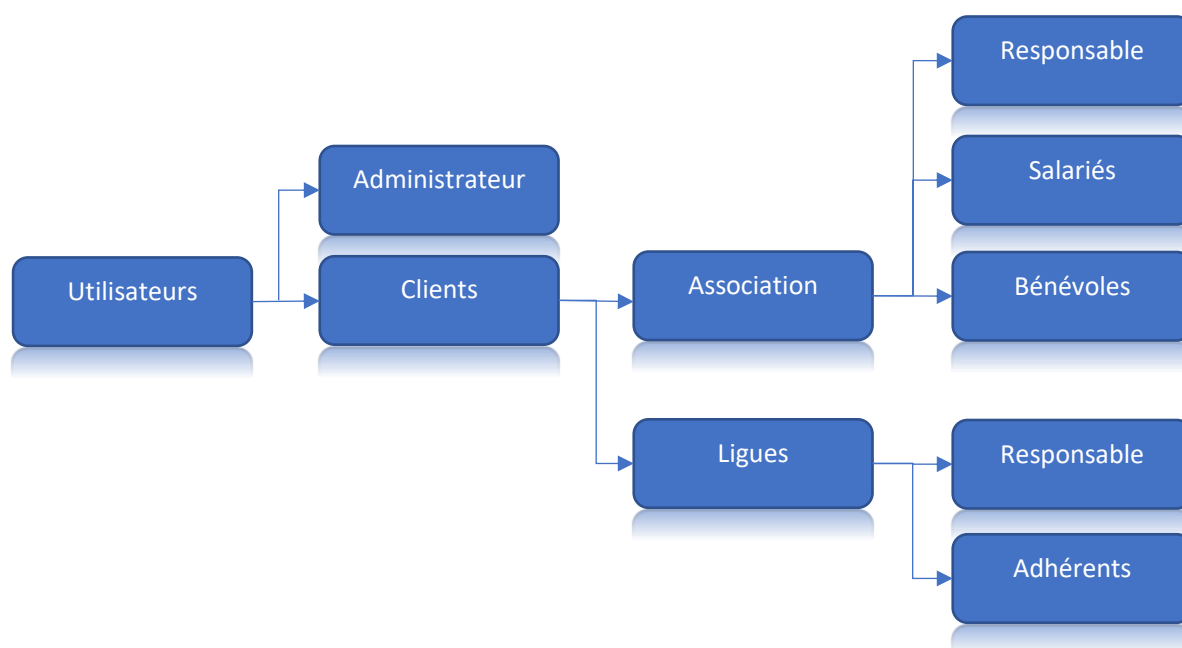 Utilisateurs
Administrateur
Clients
Association
Ligues
Responsable
Salariés
Bénévoles
Responsable
Adhérents